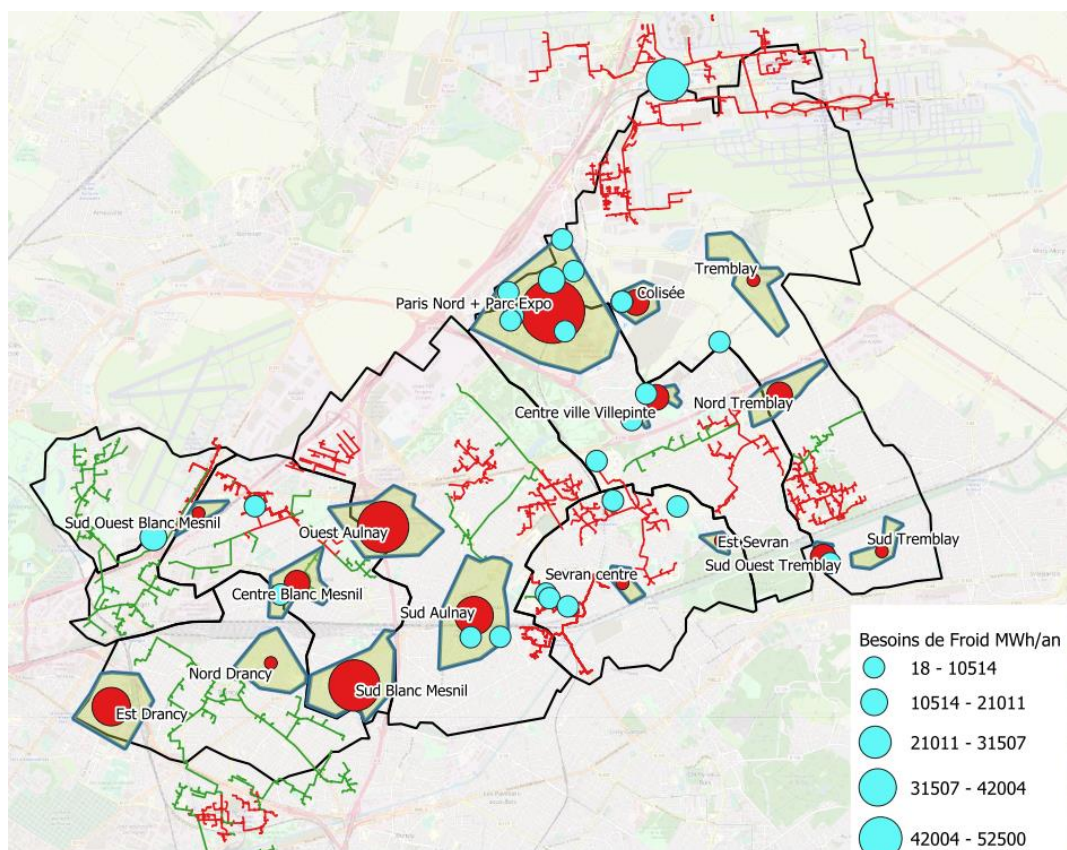 Tremblay
Colisée
Paris Nord + Parc Expo
Nord Tremblay
Centre ville Villepinte
Sud Ouest Blanc Mesnil
Ouest Aulnay
Est Sevran
Sud Tremblay
Sud Ouest Tremblay
Sevran centre
Centre Blanc Mesnil
Sud Aulnay
Nord Drancy
Sud Blanc Mesnil
Est Drancy
Besoins de Froid MWh/an
18 - 10514
10514 - 21011
21011 - 31507
31507 - 42004
42004 - 52500